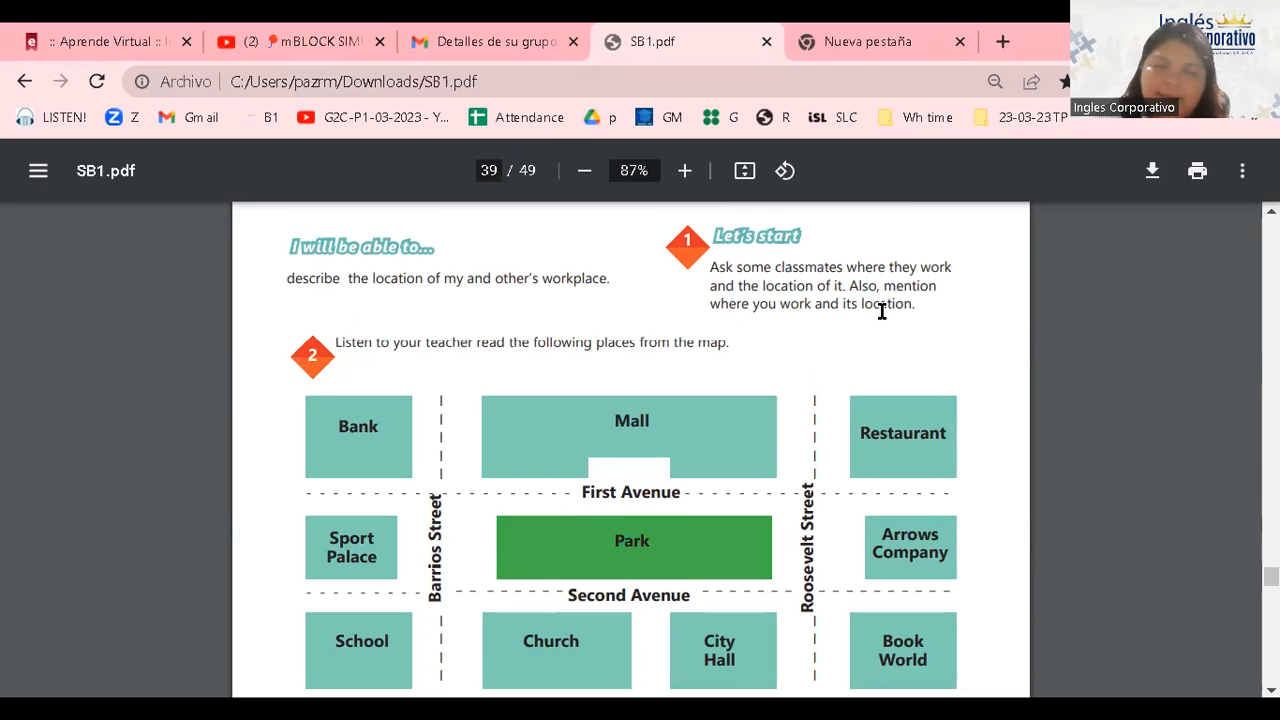 :: Aprende Virtual :: I
(2) mBLOCK SIM
Detalles de su grupo
SB1.pdf
Nueva pestaña
Inglés
Corporativo
Archivo
C:/Users/pazrm/Downloads/SB1.pdf
Ingles Corporativo
LISTEN!
Z
Gmail
B1
G2C-P1-03-2023 - Y...
Attendance
p
GM
G
R
iSL
SLC
Wh time
23-03-23 TP
SB1.pdf
39 / 49
87%
I will be able to...
describe the location of my and other's workplace.
1
Let's start
Ask some classmates where they work
and the location of it. Also, mention
where you work and its location.
2
Listen to your teacher read the following places from the map.
Bank
Mall
Restaurant
First Avenue
Sport
Palace
Barrios Street
Park
Roosevelt Street
Arrows
Company
Second Avenue
School
Church
City
Hall
Book
World